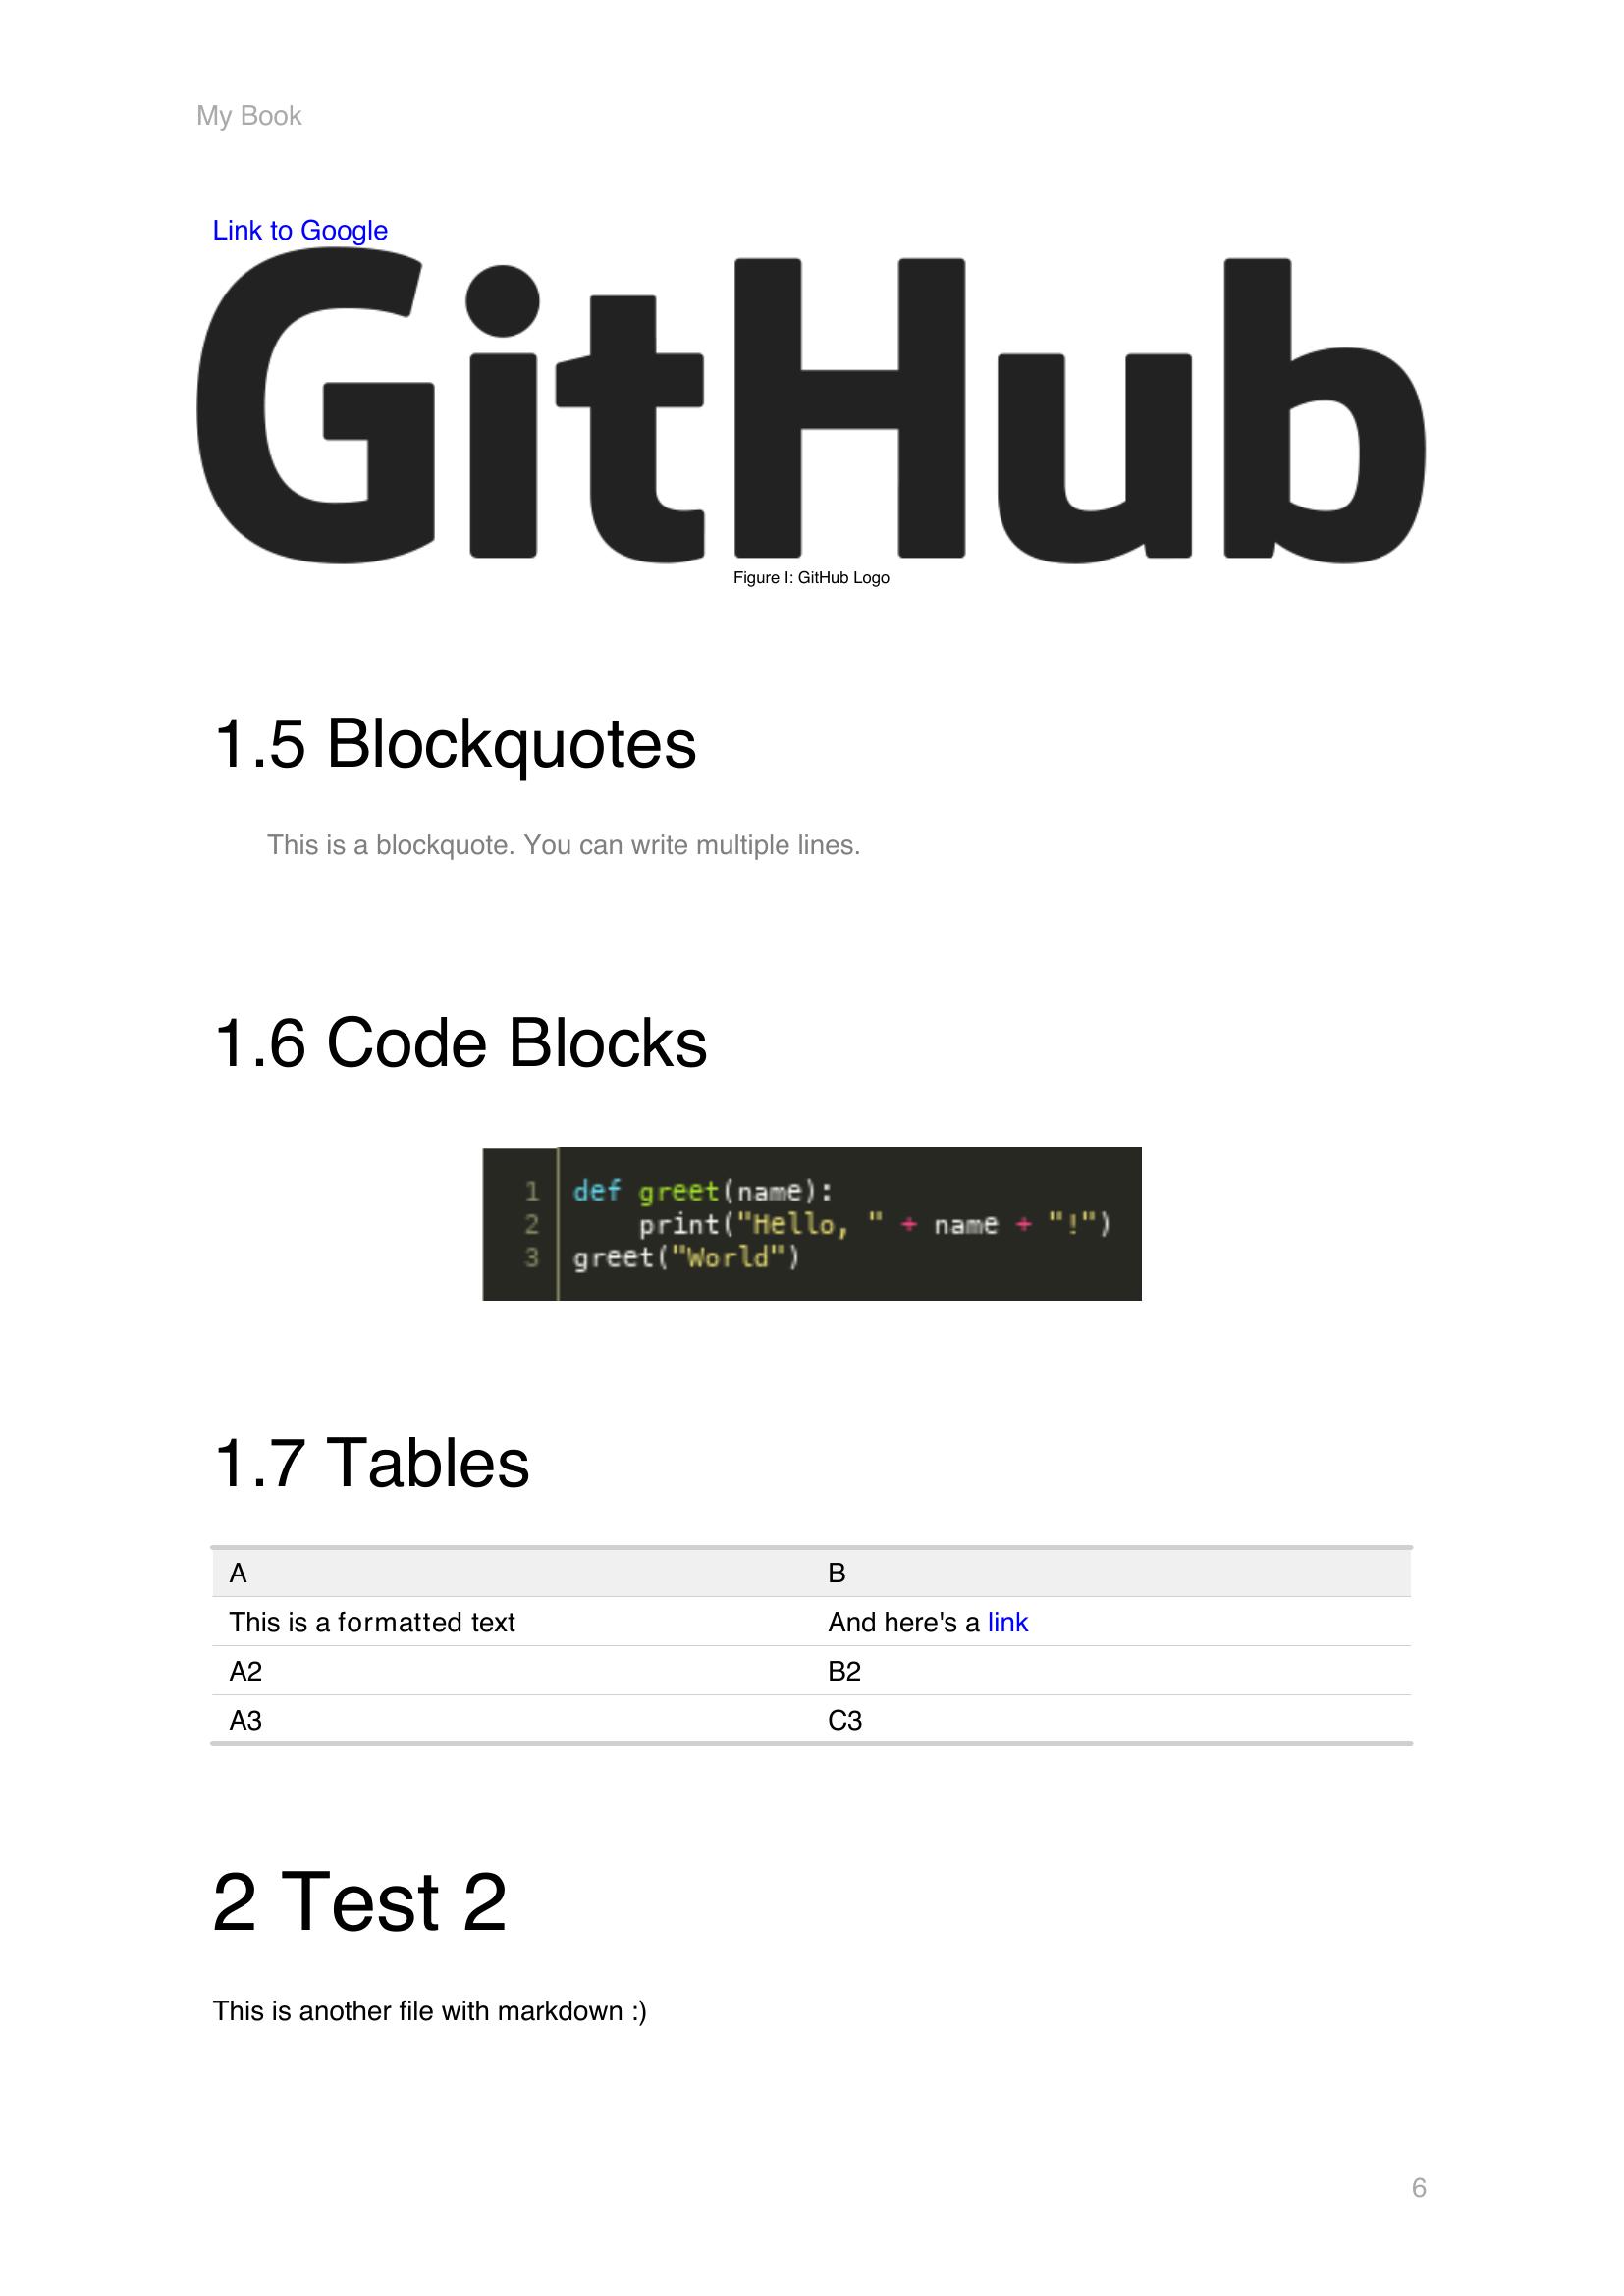 My Book
Link to Google
GitHub
Figure I: GitHub Logo
1.5 Blockquotes
This is a blockquote. You can write multiple lines.
1.6 Code Blocks
1 def greet(name):
2     print("Hello, " + name + "!")
3 greet("World")
1.7 Tables
A B
This is a formatted text And here's a link
A2 B2
A3 C3
2 Test 2
This is another file with markdown :)
6